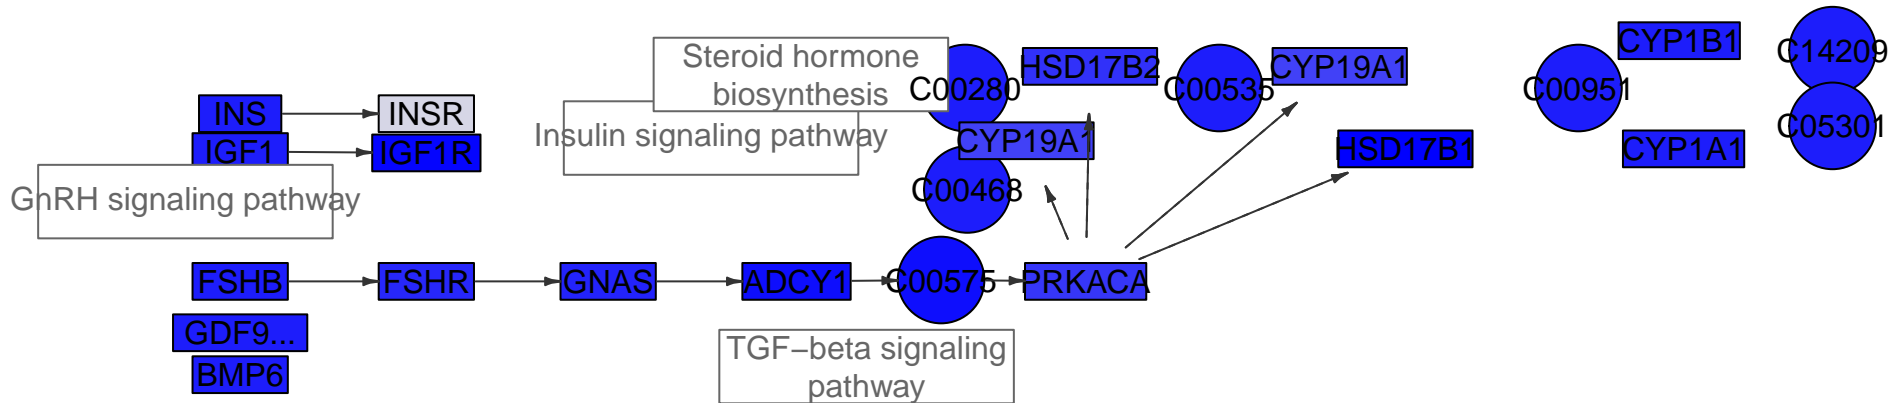 Steroid hormone
biosynthesis
C00280
HSD17B2
C00535
CYP19A1
C00951
CYP1B1
C14209
INS
INSR
Insulin signaling pathway
CYP19A1
HSD17B1
CYP1A1
C05301
IGF1
IGF1R
GnRH signaling pathway
C00468
FSHB
FSHR
GNAS
ADCY1
C00575
PRKACA
GDF9...
BMP6
TGF−beta signaling
pathway